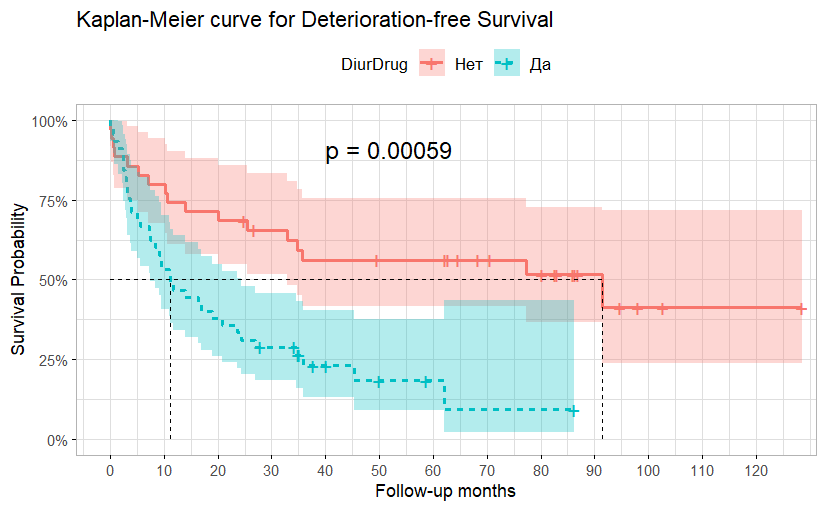 Kaplan-Meier curve for Deterioration-free Survival
DiurDrug Нет Да
p = 0.00059
100%
75%
50%
25%
0%
Survival Probability
0 10 20 30 40 50 60 70 80 90 100 110 120
Follow-up months